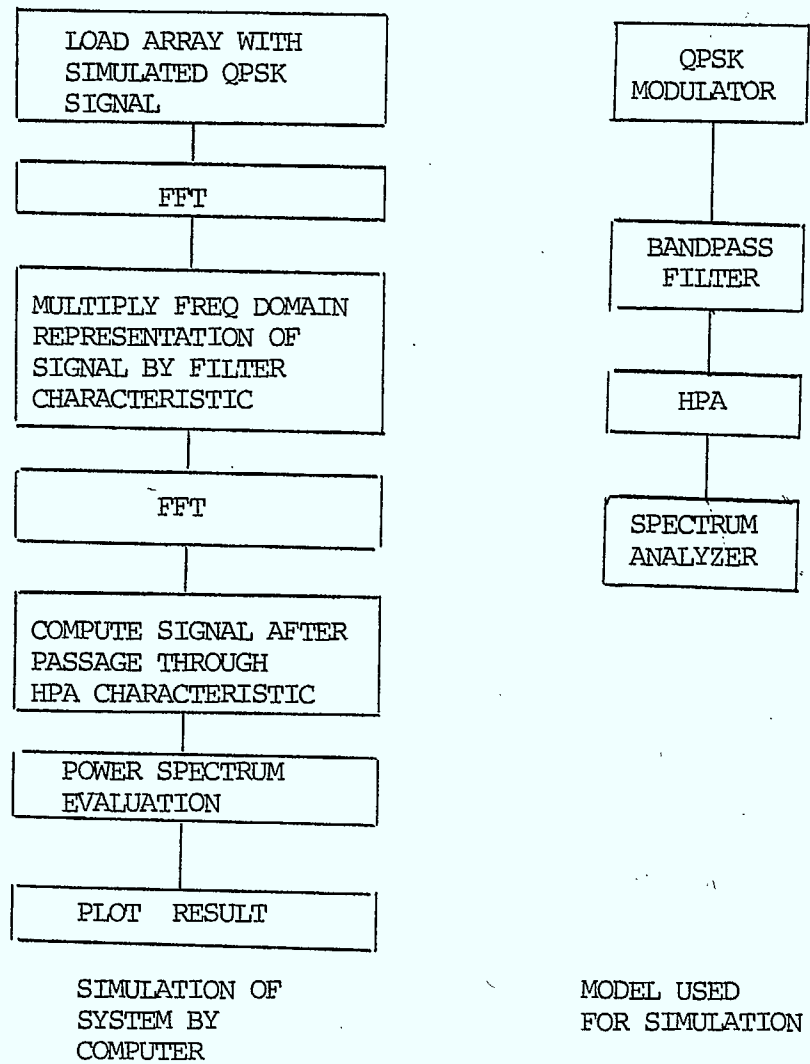 LOAD ARRAY WITH
SIMULATED QPSK
SIGNAL
FFT
MULTIPLY FREQ DOMAIN
REPRESENTATION OF
SIGNAL BY FILTER
CHARACTERISTIC
FFT
COMPUTE SIGNAL AFTER
PASSAGE THROUGH
HPA CHARACTERISTIC
POWER SPECTRUM
EVALUATION
PLOT RESULT
SIMULATION OF
SYSTEM BY
COMPUTER
QPSK
MODULATOR
BANDPASS
FILTER
HPA
SPECTRUM
ANALYZER
MODEL USED
FOR SIMULATION